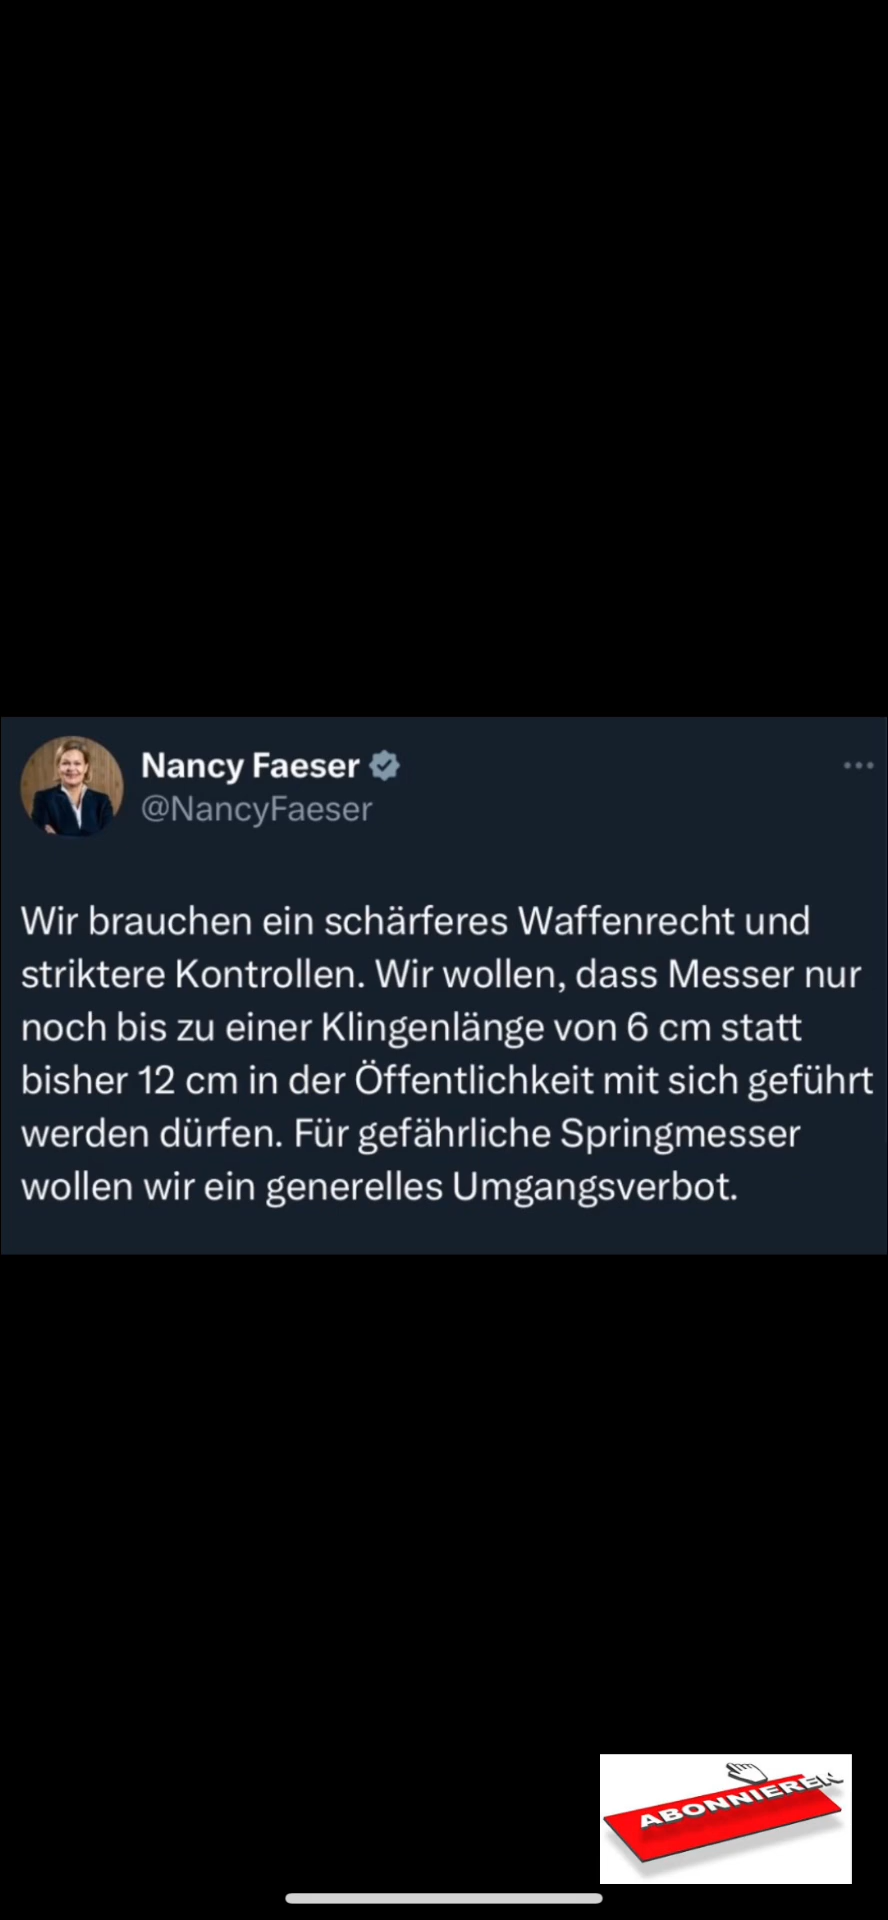 Nancy Faeser
@NancyFaeser
Wir brauchen ein schärferes Waffenrecht und
striktere Kontrollen. Wir wollen, dass Messer nur
noch bis zu einer Klingenlänge von 6 cm statt
bisher 12 cm in der Öffentlichkeit mit sich geführt
werden dürfen. Für gefährliche Springmesser
wollen wir ein generelles Umgangsverbot.
ABONNIEREN